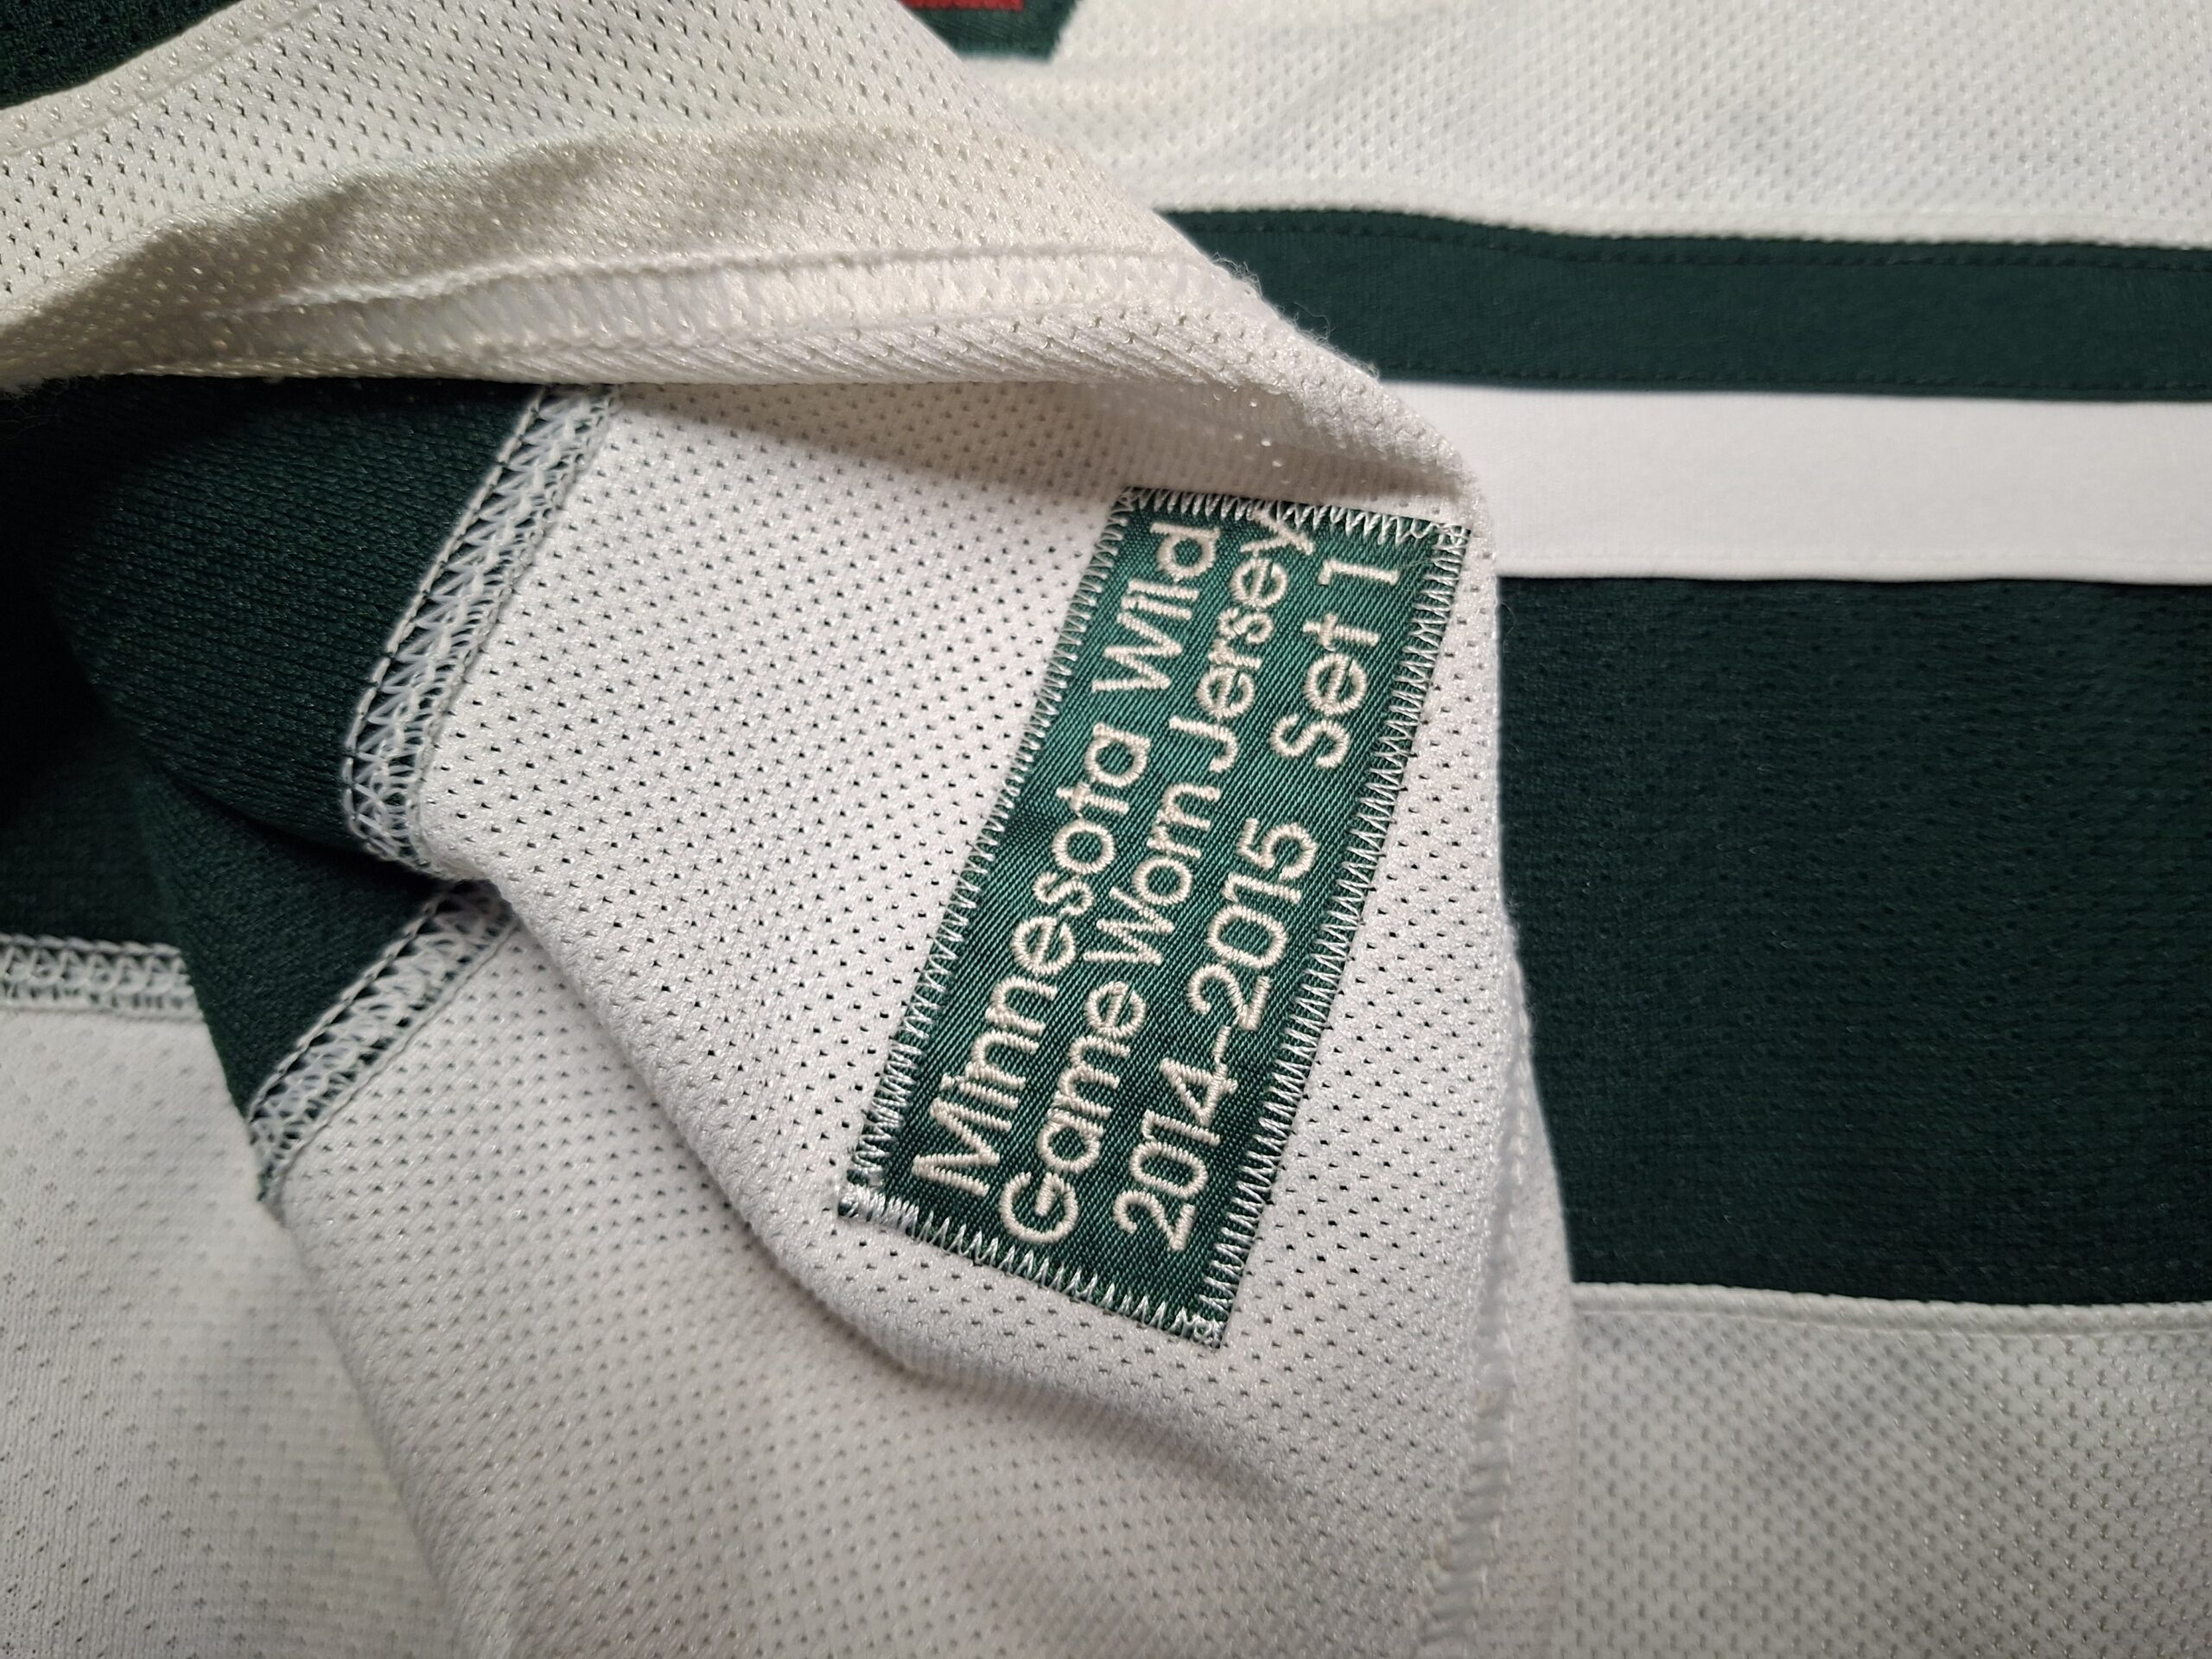 Minnesota Wild
Game Worn Jersey
2014-2015 Set 1